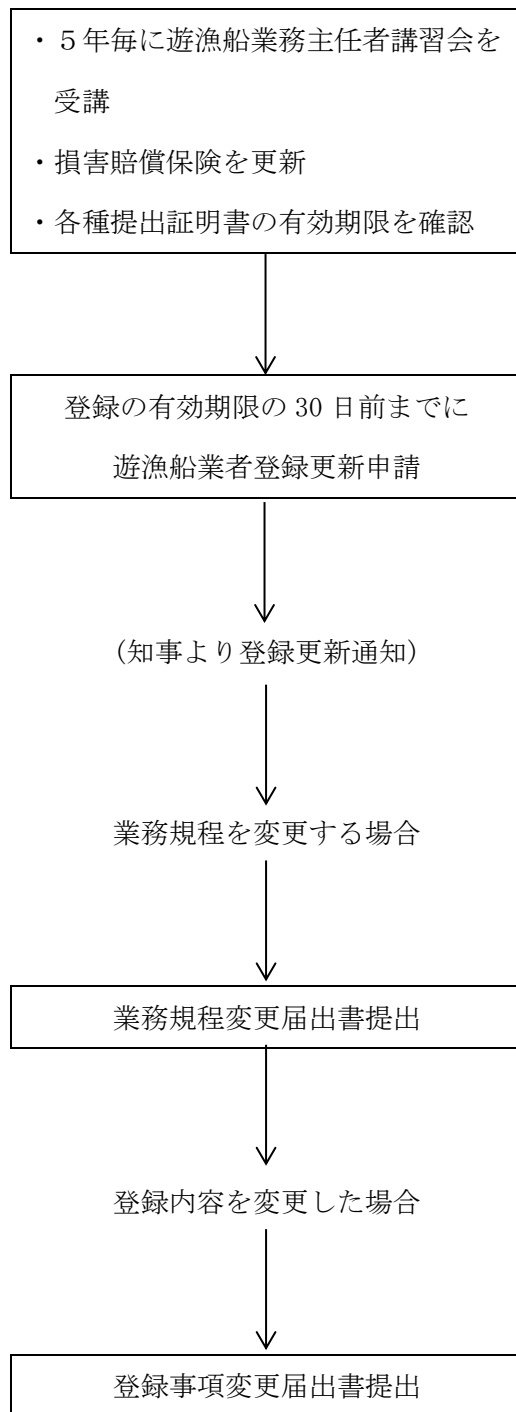 ・５年毎に遊漁船業務主任者講習会を
受講
・損害賠償保険を更新
・各種提出証明書の有効期限を確認
登録の有効期限の 30 日前までに
遊漁船業者登録更新申請
（知事より登録更新通知）
業務規程を変更する場合
業務規程変更届出書提出
登録内容を変更した場合
登録事項変更届出書提出